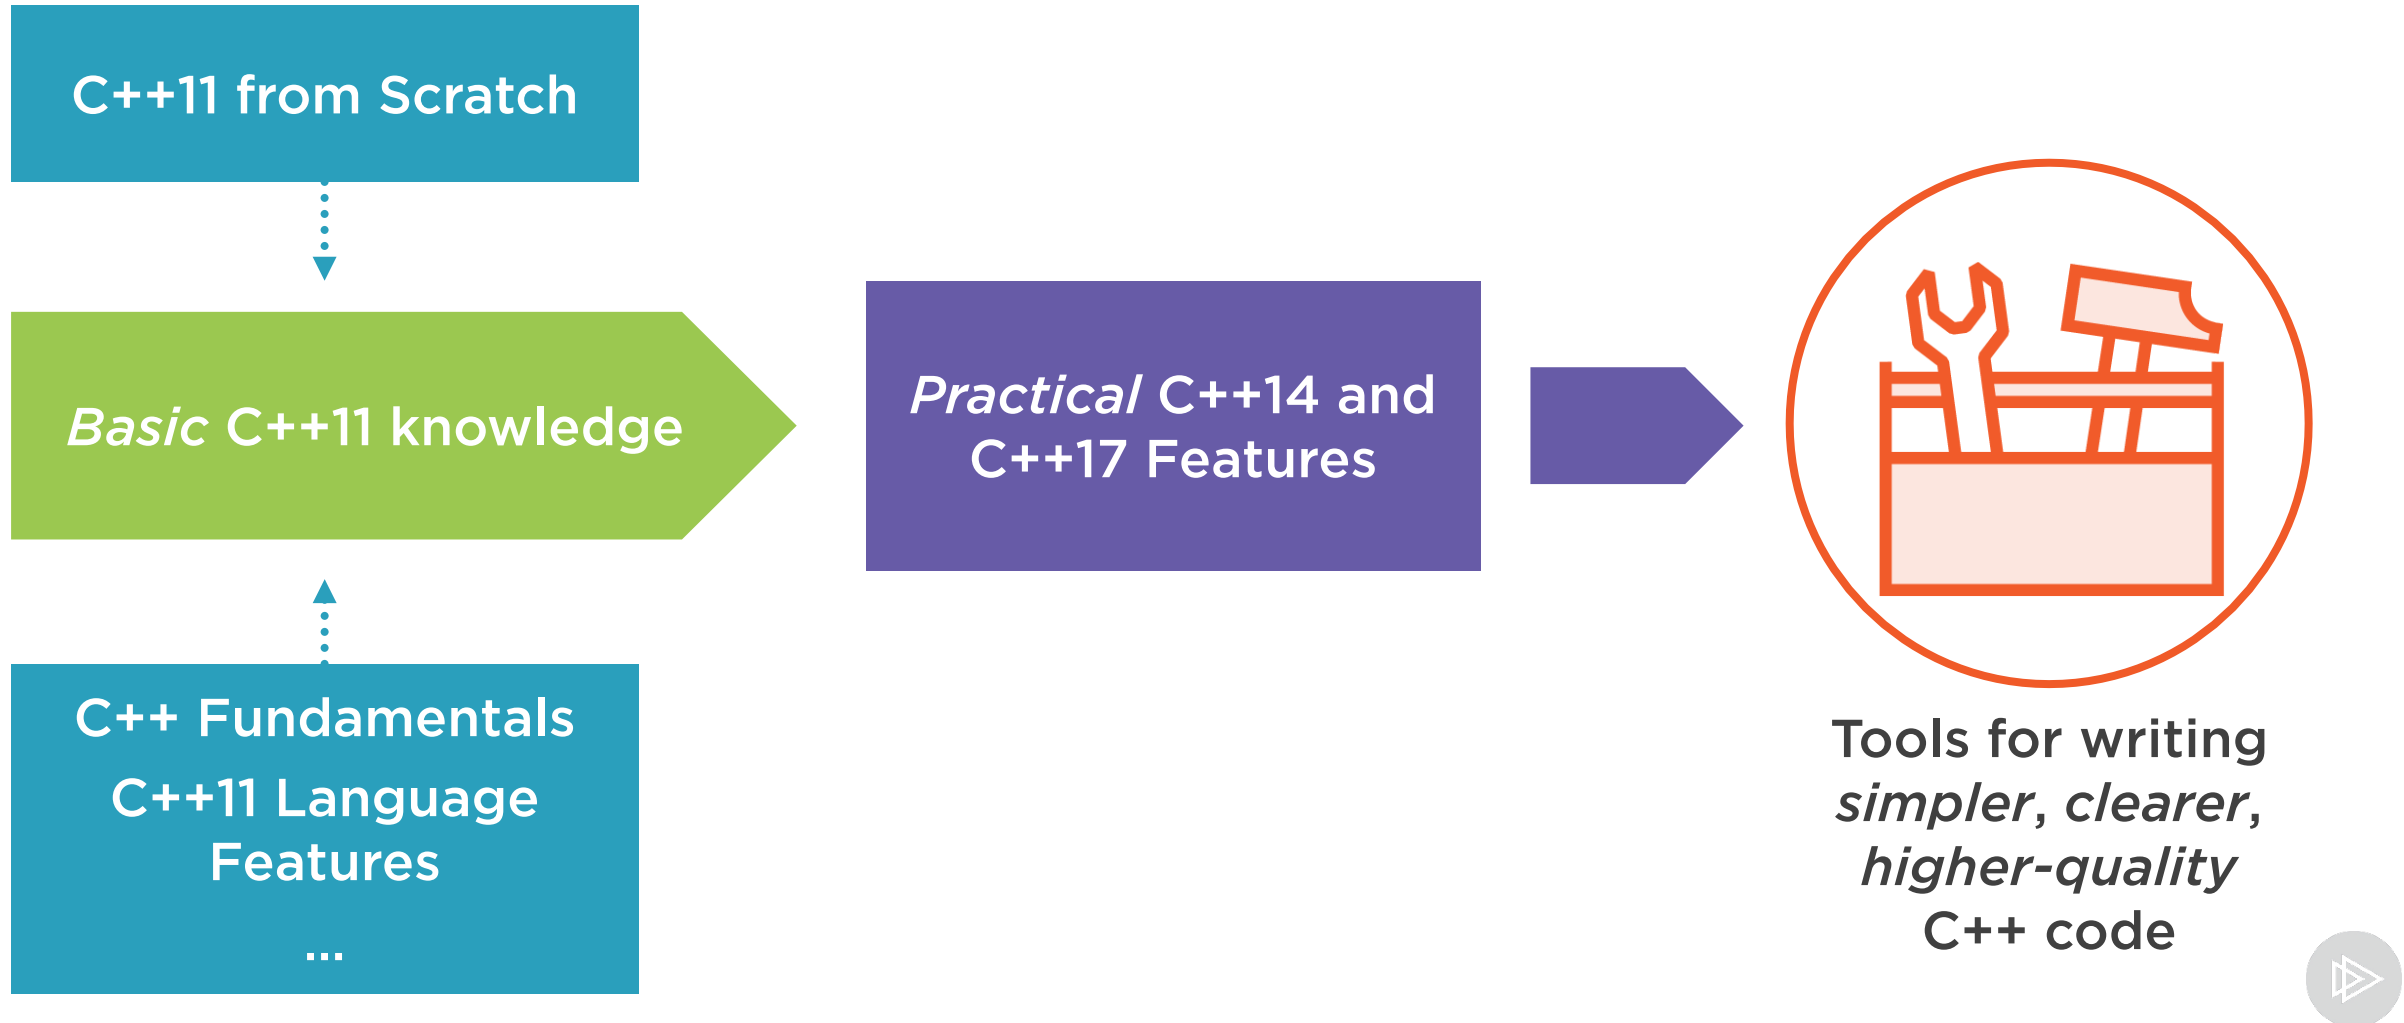 C++11 from Scratch
Basic C++11 knowledge
C++ Fundamentals
C++11 Language
Features
...
Practical C++14 and
C++17 Features
Tools for writing
simpler, clearer,
higher-quality
C++ code